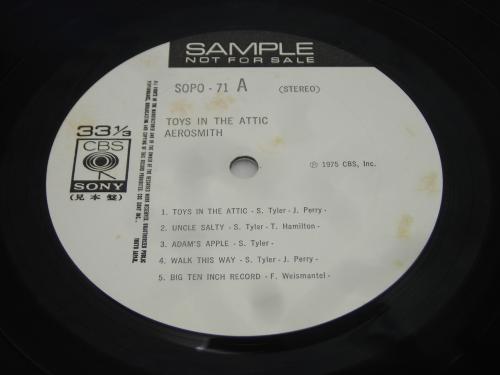 SAMPLE
NOT FOR SALE
SOPO - 71 A (STEREO)
TOYS IN THE ATTIC
AEROSMITH
33 1/3
CBS
SONY
(見本盤)
Ⓟ 1975 CBS, Inc.
1. TOYS IN THE ATTIC - S. Tyler - J. Perry -
2. UNCLE SALTY - S. Tyler - T. Hamilton -
3. ADAM'S APPLE - S. Tyler -
4. WALK THIS WAY - S. Tyler - J. Perry -
5. BIG TEN INCH RECORD - F. Weismantel -